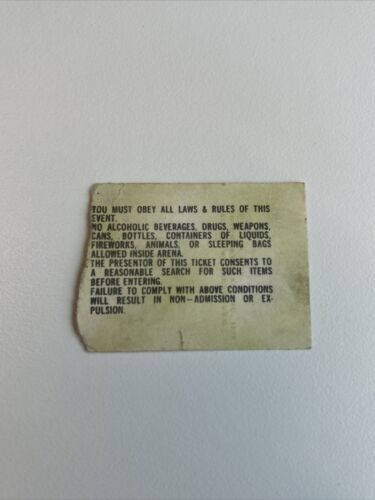 YOU MUST OBEY ALL LAWS & RULES OF THIS
EVENT.
NO ALCOHOLIC BEVERAGES, DRUGS, WEAPONS,
CANS, BOTTLES, CONTAINERS OF LIQUIDS,
FIREWORKS, ANIMALS, OR SLEEPING BAGS
ALLOWED INSIDE ARENA.
THE PRESENTOR OF THIS TICKET CONSENTS TO
A REASONABLE SEARCH FOR SUCH ITEMS
BEFORE ENTERING.
FAILURE TO COMPLY WITH ABOVE CONDITIONS
WILL RESULT IN NON-ADMISSION OR EX-
PULSION.